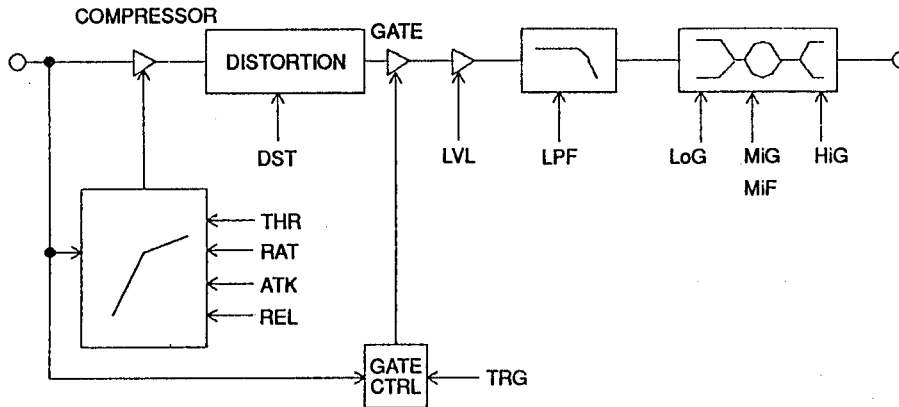 COMPRESSOR
GATE
DISTORTION
DST
LVL
LPF
LoG
MiG
HiG
MiF
THR
RAT
ATK
REL
GATE
CTRL
TRG